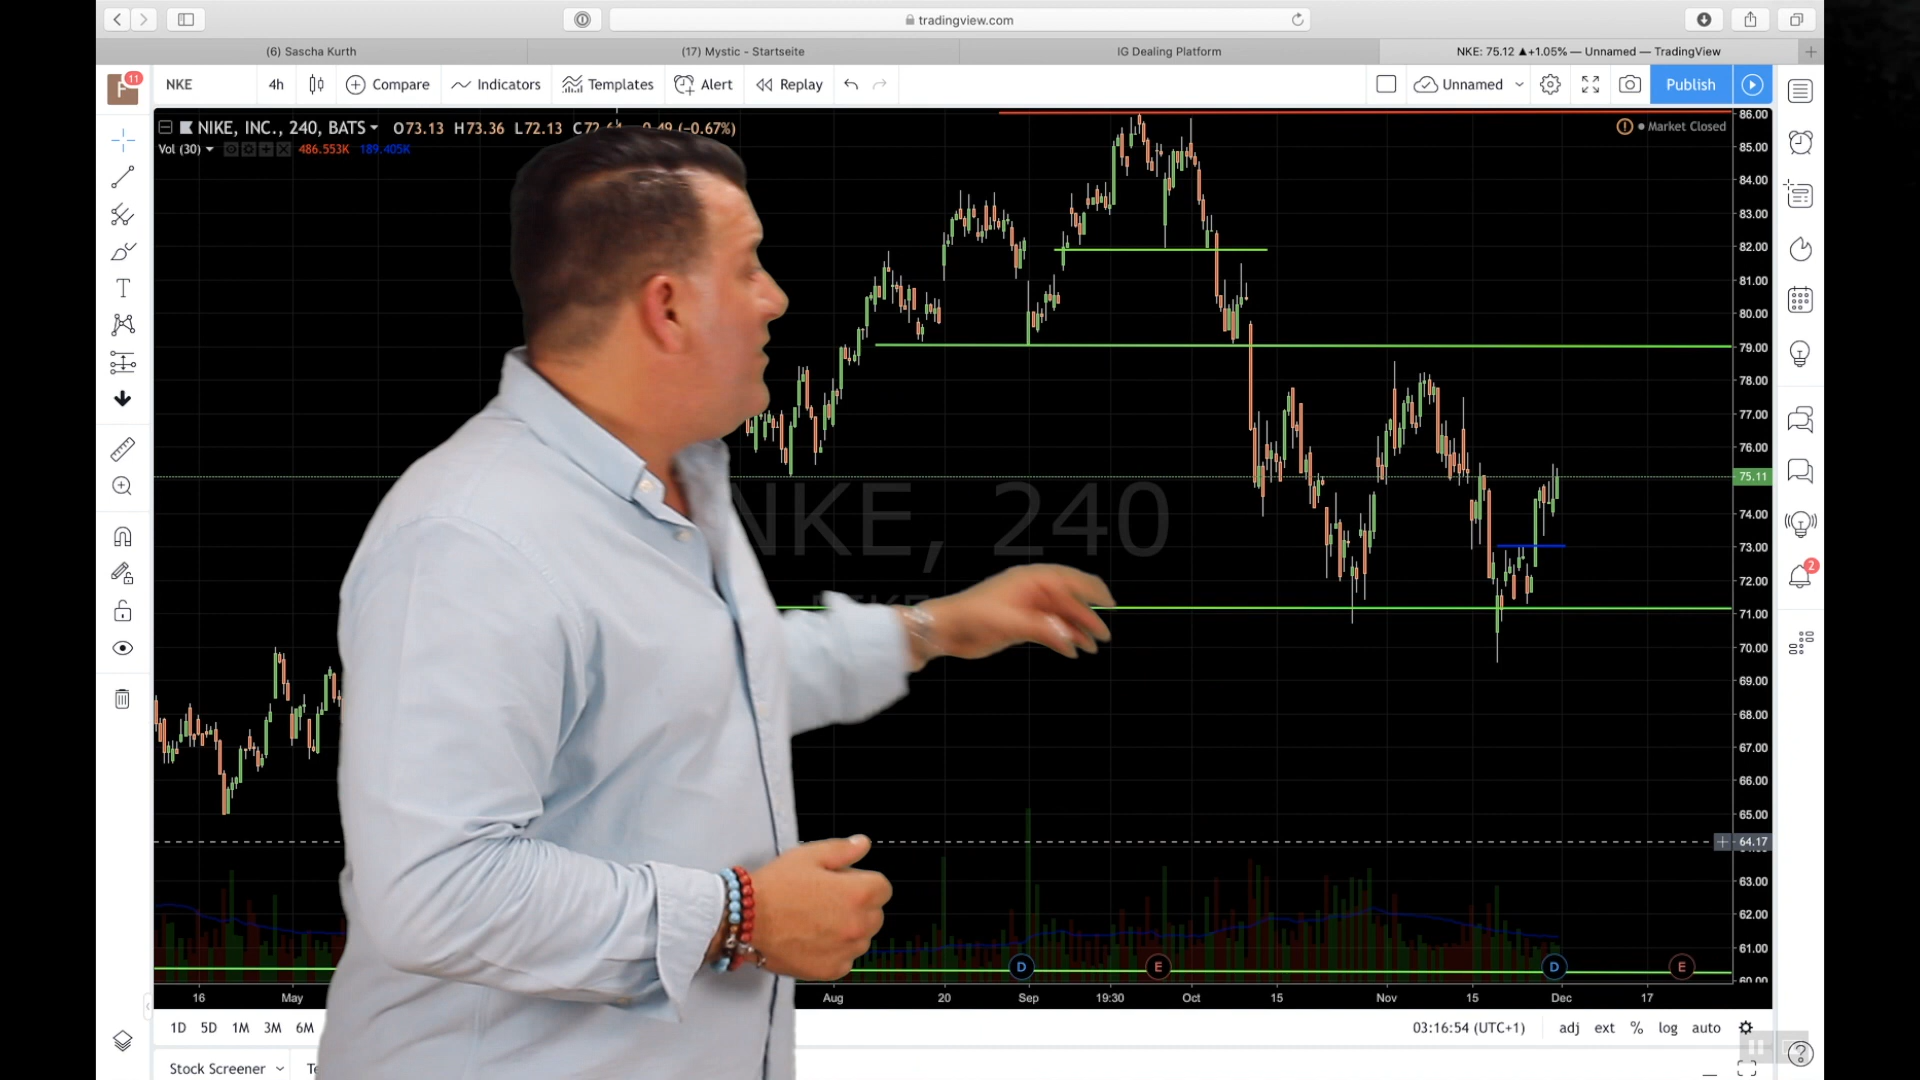 tradingview.com
(6) Sascha Kurth
(17) Mystic - Startseite
IG Dealing Platform
NKE: 75.12 ▲+1.05% — Unnamed — TradingView
11
NKE
4h
Compare
Indicators
Templates
Alert
Replay
Unnamed
Publish
NIKE, INC., 240, BATS
O73.13 H73.36 L72.13
(−0.67%)
Market Closed
Vol (30)
486.553K
189.405K
86.00
85.00
84.00
83.00
82.00
81.00
80.00
79.00
78.00
77.00
76.00
75.11
74.00
73.00
72.00
71.00
70.00
69.00
68.00
67.00
66.00
65.00
64.17
63.00
62.00
61.00
60.00
NKE, 240
2
D
E
D
E
16
May
Aug
20
Sep
19:30
Oct
15
Nov
15
Dec
17
1D
5D
1M
3M
6M
03:16:54 (UTC+1)
adj
ext
%
log
auto
Stock Screener